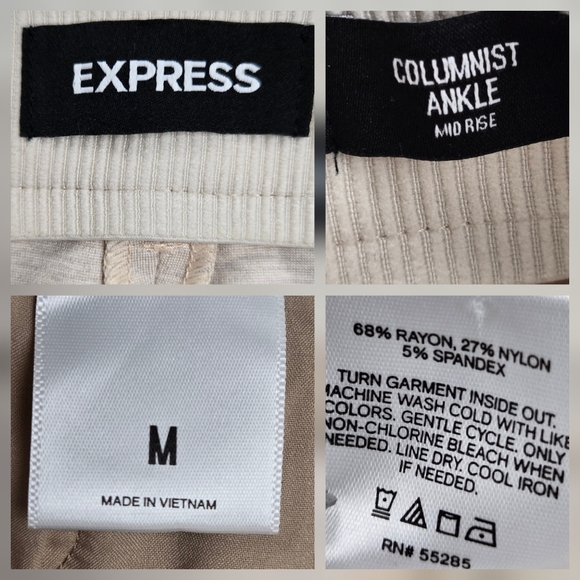 EXPRESS
COLUMNIST
ANKLE
MID RISE
M
MADE IN VIETNAM
68% RAYON, 27% NYLON
5% SPANDEX
TURN GARMENT INSIDE OUT.
MACHINE WASH COLD WITH LIKE
COLORS. GENTLE CYCLE. ONLY
NON-CHLORINE BLEACH WHEN
NEEDED. LINE DRY. COOL IRON
IF NEEDED.
RN# 55285